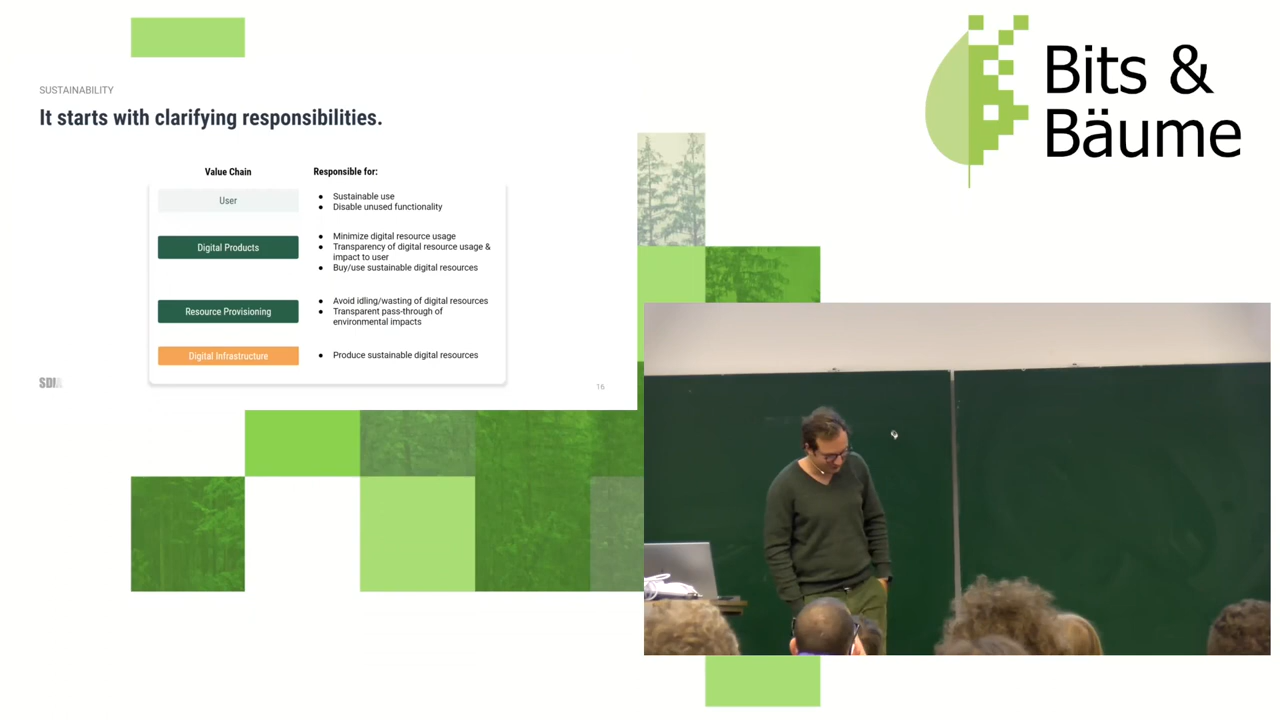 SUSTAINABILITY
It starts with clarifying responsibilities.
Value Chain
Responsible for:
User
● Sustainable use
● Disable unused functionality
Digital Products
● Minimize digital resource usage
● Transparency of digital resource usage &
impact to user
● Buy/use sustainable digital resources
Resource Provisioning
● Avoid idling/wasting of digital resources
● Transparent pass-through of
environmental impacts
Digital Infrastructure
● Produce sustainable digital resources
SDIA
16
Bits &
Bäume